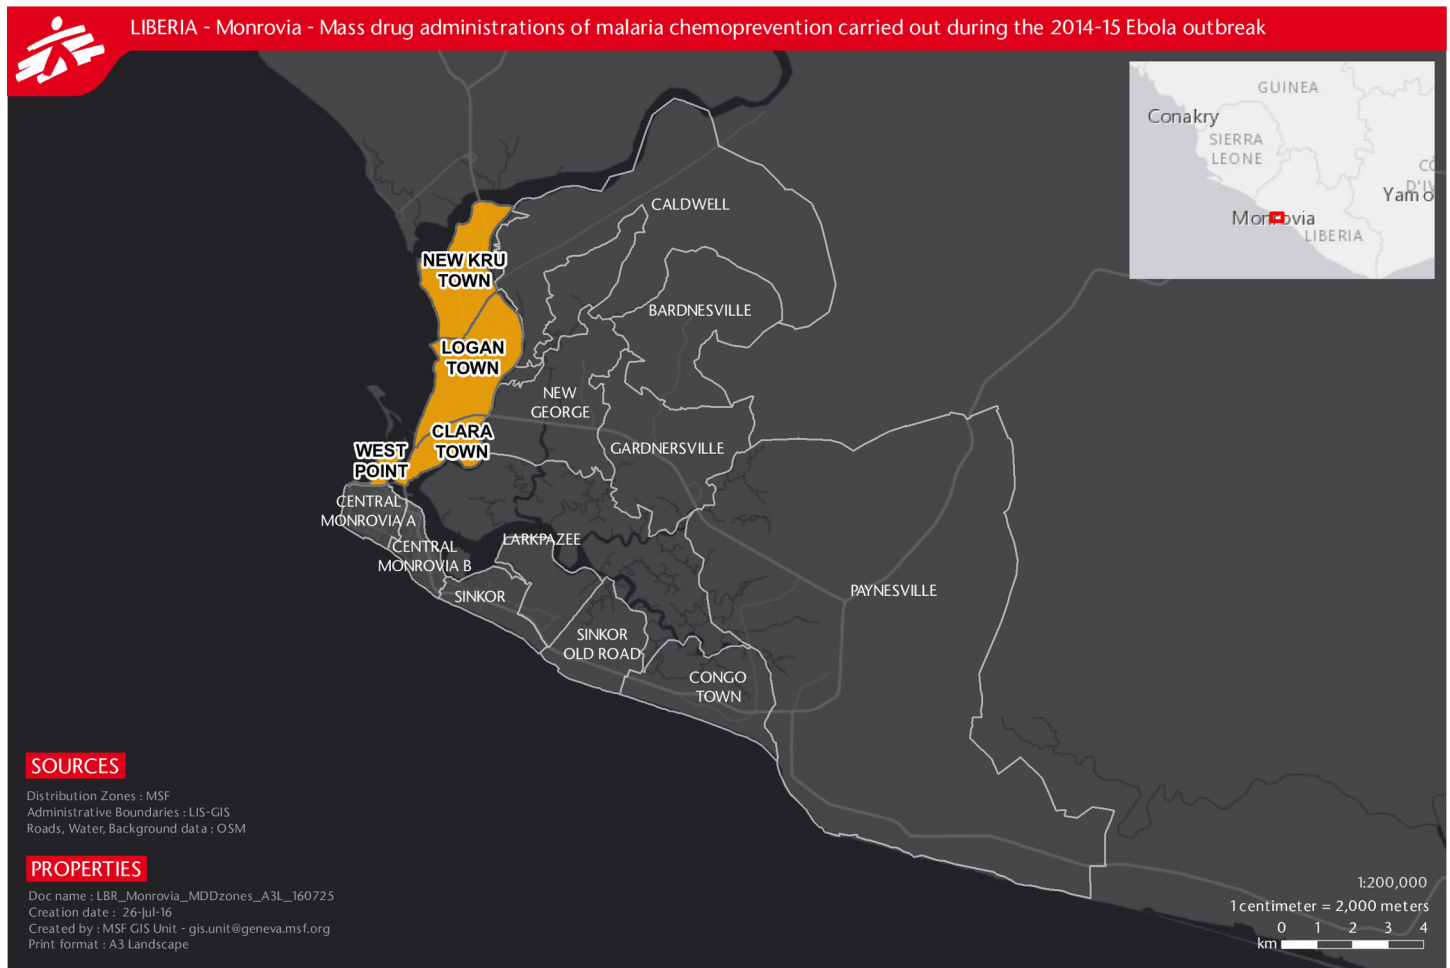 LIBERIA - Monrovia - Mass drug administrations of malaria chemoprevention carried out during the 2014-15 Ebola outbreak
GUINEA
Conakry
SIERRA
LEONE
CÔ
D'IV
Yamo
Monrovia
LIBERIA
CALDWELL
NEW KRU
TOWN
BARDNESVILLE
LOGAN
TOWN
NEW
GEORGE
CLARA
TOWN
WEST
POINT
GARDNERSVILLE
CENTRAL
MONROVIA A
CENTRAL
MONROVIA B
LARKPAZEE
SINKOR
PAYNESVILLE
SINKOR
OLD ROAD
CONGO
TOWN
SOURCES
Distribution Zones : MSF
Administrative Boundaries : LIS-GIS
Roads, Water, Background data : OSM
PROPERTIES
Doc name : LBR_Monrovia_MDDzones_A3L_160725
Creation date : 26-Jul-16
Created by : MSF GIS Unit - gis.unit@geneva.msf.org
Print format : A3 Landscape
1:200,000
1 centimeter = 2,000 meters
0 1 2 3 4
km